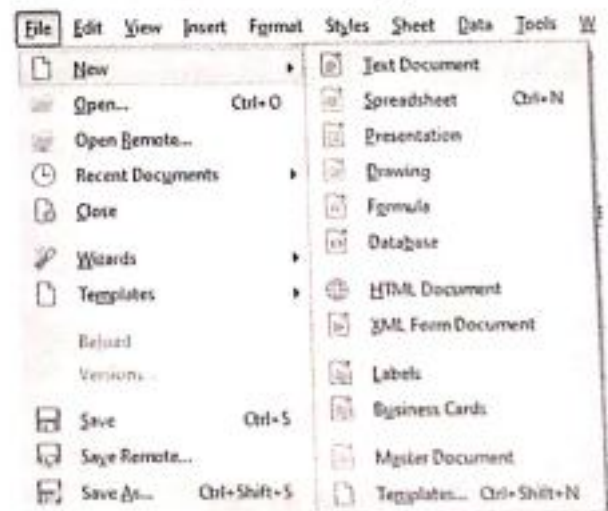 File Edit View Insert Format Styles Sheet Data Tools W
New
Open... Ctrl+O
Open Remote...
Recent Documents
Close
Wizards
Templates
Reload
Versions...
Save Ctrl+S
Save Remote...
Save As... Ctrl+Shift+S
Text Document
Spreadsheet Ctrl+N
Presentation
Drawing
Formula
Database
HTML Document
XML Form Document
Labels
Business Cards
Master Document
Templates... Ctrl+Shift+N